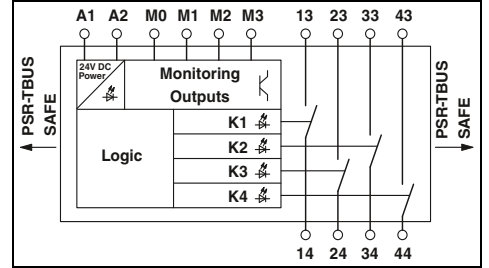 A1 A2 M0 M1 M2 M3 13 23 33 43
24V DC
Power
Monitoring
Outputs
PSR-TBUS
SAFE
Logic
K1
K2
K3
K4
PSR-TBUS
SAFE
14 24 34 44